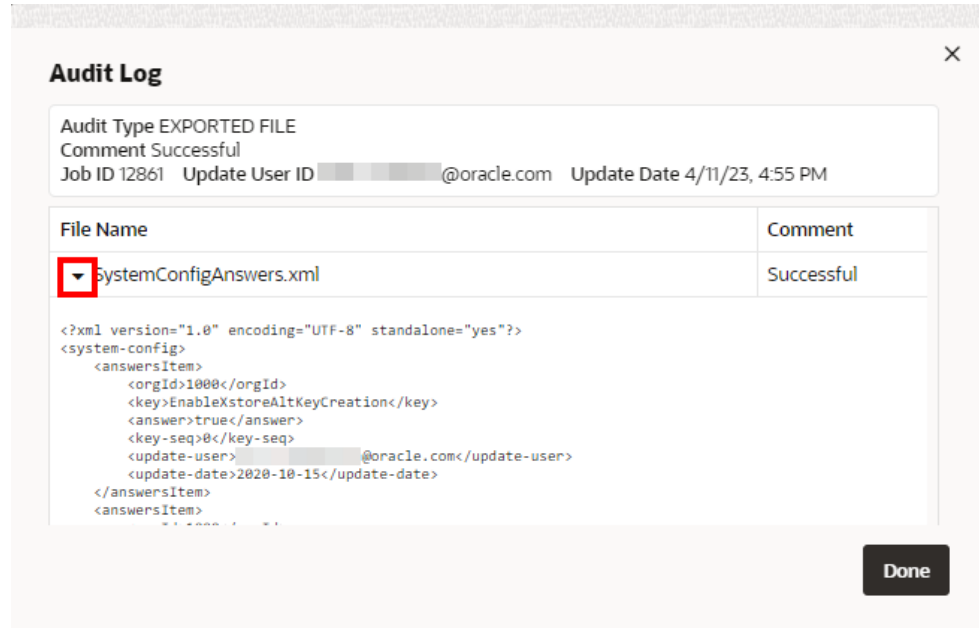 Audit Log
Audit Type EXPORTED FILE
Comment Successful
Job ID 12861 Update User ID @oracle.com Update Date 4/11/23, 4:55 PM
File Name Comment
SystemConfigAnswers.xml Successful
<?xml version="1.0" encoding="UTF-8" standalone="yes"?>
<system-config>
<answersItem>
<orgId>1000</orgId>
<key>EnableXstoreAltKeyCreation</key>
<answer>true</answer>
<key-seq>0</key-seq>
<update-user> @oracle.com</update-user>
<update-date>2020-10-15</update-date>
</answersItem>
<answersItem>
Done